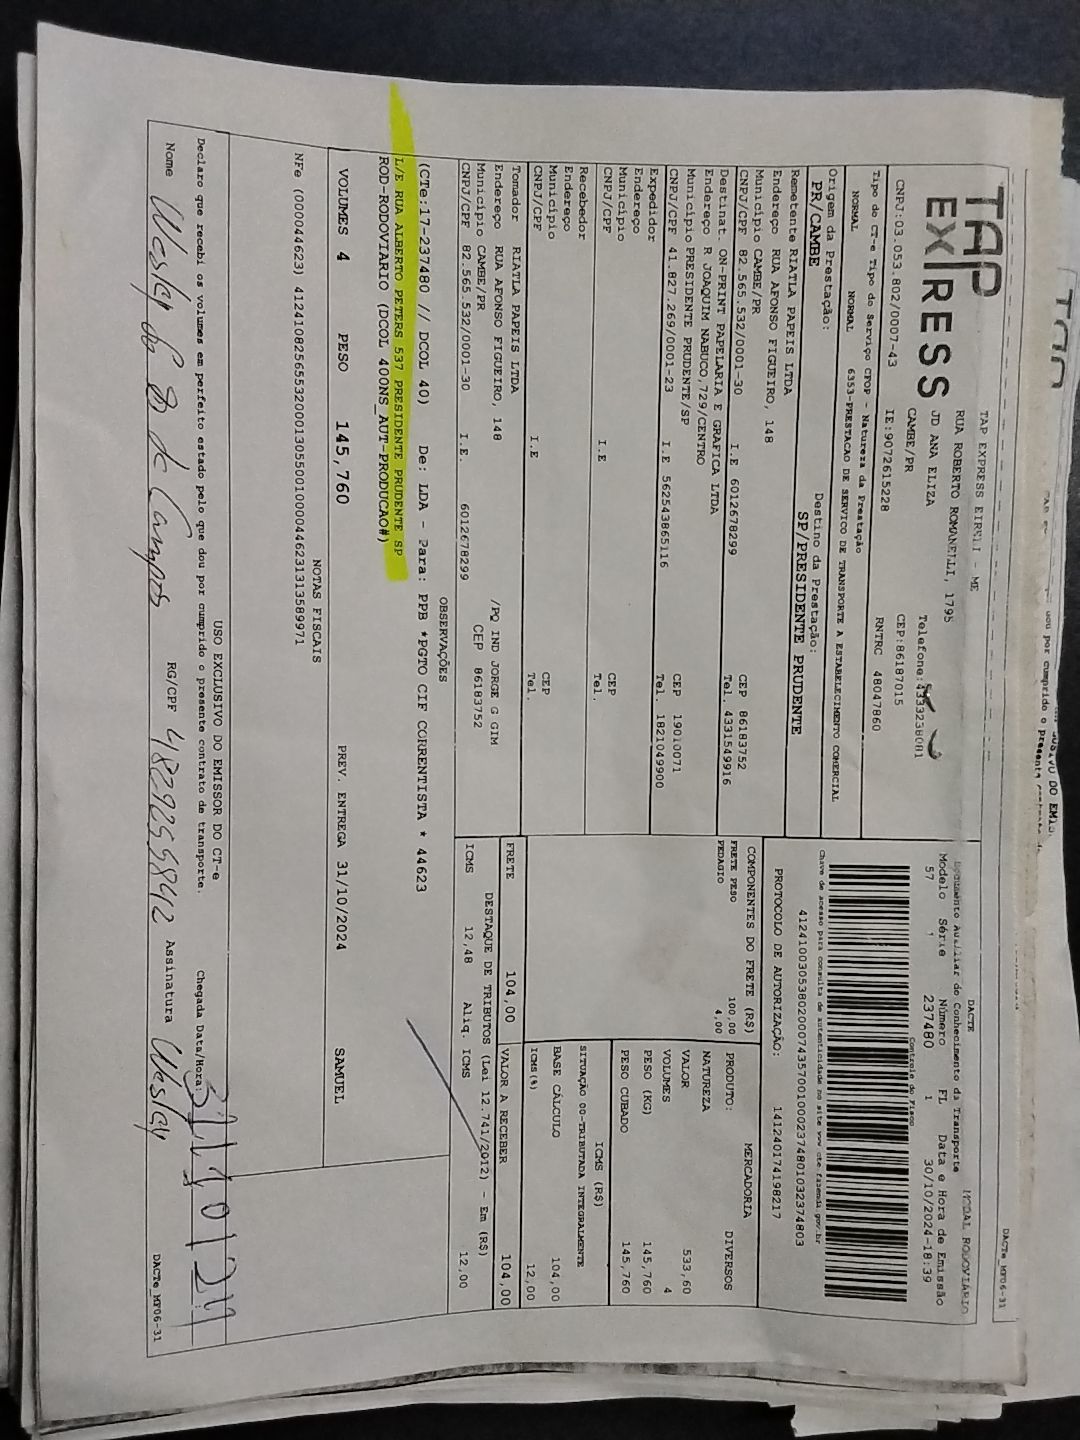 TAP
EXPRESS
TAP EXPRESS EIRELI - ME
RUA ROBERTO ROMANELLI, 1795
JD ANA ELIZA
CAMBE/PR
Telefone:4333238081
CEP:86187015
CNPJ:03.053.802/0007-43 IE:9072615228 RNTRC 48047860
Tipo do CT-e Tipo do Serviço CFOP - Natureza da Prestação
NORMAL NORMAL 6353-PRESTACAO DE SERVICO DE TRANSPORTE A ESTABELECIMENTO COMERCIAL
Origem da Prestação: Destino da Prestação:
PR/CAMBE SP/PRESIDENTE PRUDENTE
DACTE MODAL RODOVIÁRIO
Documento Auxiliar do Conhecimento da Transporte
Modelo Série Número FL Data e Hora de Emissão
57 1 237480 1 30/10/2024-18:39
Controle do Fisco
Chave de acesso para consulta de autenticidade no site www.cte.fazenda.gov.br
41241003053802000743570010002374801032374803
PROTOCOLO DE AUTORIZAÇÃO: 141240174198217
Remetente RIATLA PAPEIS LTDA
Endereço RUA AFONSO FIGUEIRO, 148
Município CAMBE/PR CEP 86183752
CNPJ/CPF 82.565.532/0001-30 I.E 6012678299 Tel. 4331549916
Destinat. ON-PRINT PAPELARIA E GRAFICA LTDA
Endereço R JOAQUIM NABUCO,729/CENTRO
Município PRESIDENTE PRUDENTE/SP CEP 19010071
CNPJ/CPF 41.827.269/0001-23 I.E 562543865116 Tel. 1821049900
Expedidor
Endereço
Município CEP
CNPJ/CPF I.E Tel.
Recebedor
Endereço
Município CEP
CNPJ/CPF I.E Tel.
Tomador RIATLA PAPEIS LTDA
Endereço RUA AFONSO FIGUEIRO, 148 /PQ IND JORGE G GIM
Município CAMBE/PR CEP 86183752
CNPJ/CPF 82.565.532/0001-30 I.E. 6012678299
COMPONENTES DO FRETE (R$)
FRETE PESO 100,00
PEDAGIO 4,00
MERCADORIA
PRODUTO: DIVERSOS
NATUREZA
VALOR 533,60
VOLUMES 4
PESO (KG) 145,760
PESO CUBADO 145,760
ICMS (R$)
SITUAÇÃO 00-TRIBUTADA INTEGRALMENTE
BASE CÁLCULO 104,00
ICMS(%) 12,00
FRETE 104,00 VALOR A RECEBER 104,00
DESTAQUE DE TRIBUTOS (Lei 12.741/2012) - Em (R$)
ICMS 12,48 Aliq. ICMS 12,00
OBSERVAÇÕES
(CTe:17-237480 // DCOL 40) De: LDA - Para: PPB *PGTO CIF CORRENTISTA * 44623
L/E RUA ALBERTO PETERS 537 PRESIDENTE PRUDENTE SP
ROD-RODOVIARIO (DCOL 400NS_AUT-PRODUCAO#)
VOLUMES 4 PESO 145,760 PREV. ENTREGA 31/10/2024 SAMUEL
NOTAS FISCAIS
NFe (000044623) 41241082565532000130550010000446231313589971
USO EXCLUSIVO DO EMISSOR DO CT-e
Declaro que recebi os volumes em perfeito estado pelo que dou por cumprido o presente contrato de transporte. Chegada Data/Hora: 31/10/24
Nome Weslay de Campos RG/CPF 48292559842 Assinatura Weslay
DACTe_MF06-31
DACTe_MF06-31